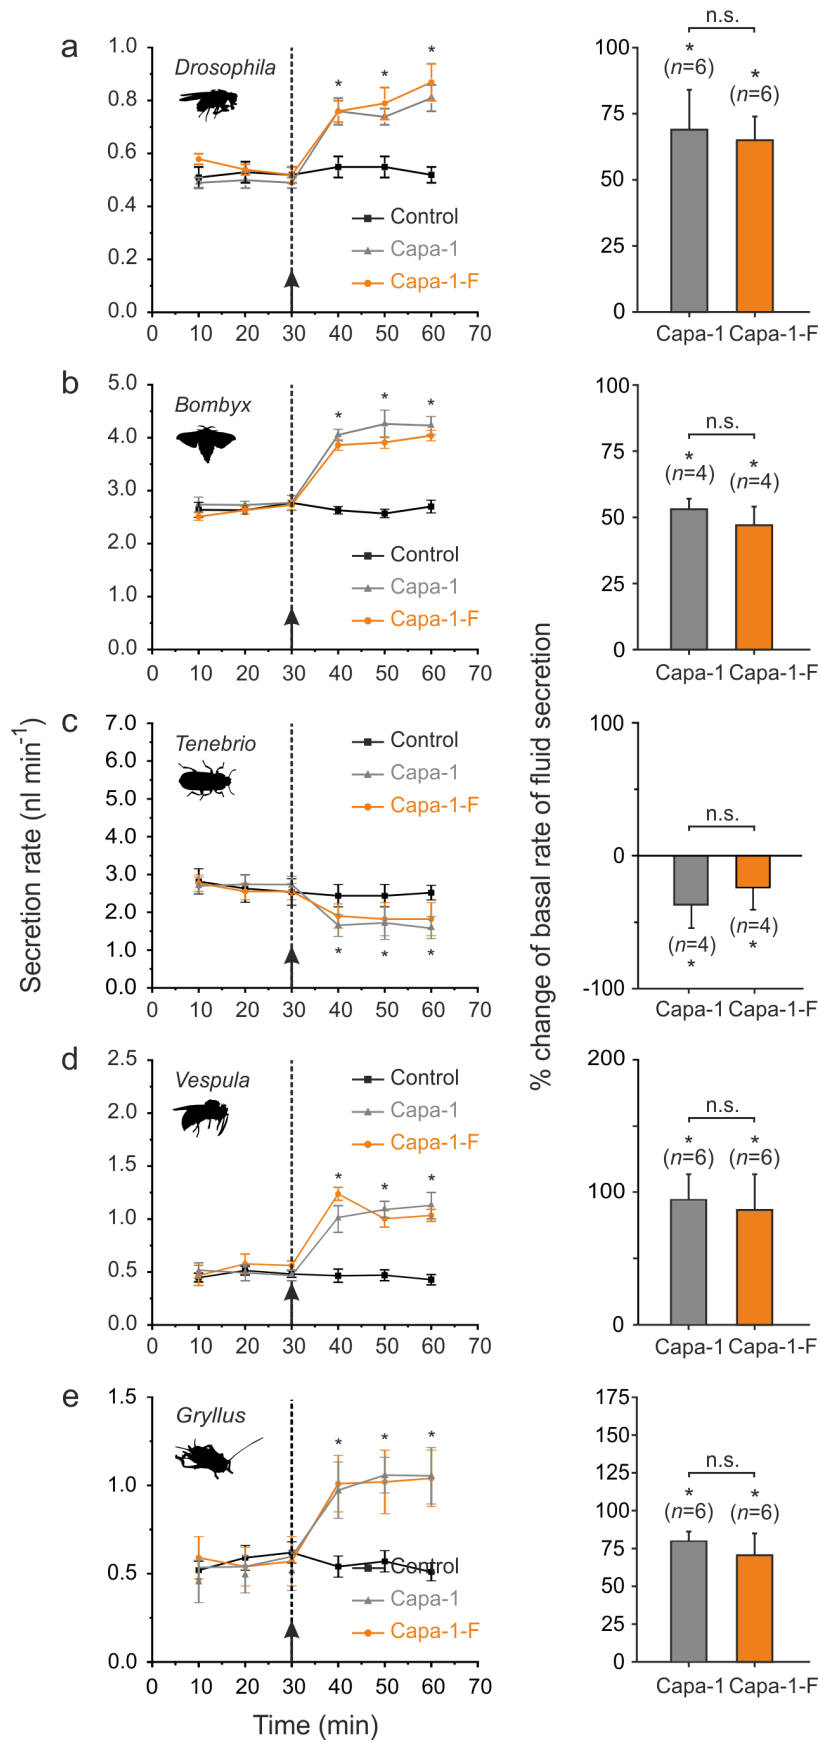 a
Drosophila
1.0
0.8
0.6
0.4
0.2
0.0
Control
Capa-1
Capa-1-F
0 10 20 30 40 50 60 70
* * *
n.s.
* *
(n=6) (n=6)
100
75
50
25
0
Capa-1 Capa-1-F
b
Bombyx
5.0
4.0
3.0
2.0
1.0
0.0
Control
Capa-1
Capa-1-F
0 10 20 30 40 50 60 70
* * *
n.s.
* *
(n=4) (n=4)
100
75
50
25
0
Capa-1 Capa-1-F
c
Tenebrio
7.0
6.0
5.0
4.0
3.0
2.0
1.0
0.0
Control
Capa-1
Capa-1-F
0 10 20 30 40 50 60 70
* * *
n.s.
(n=4) (n=4)
* *
100
0
-100
Capa-1 Capa-1-F
d
Vespula
2.5
2.0
1.5
1.0
0.5
0.0
Control
Capa-1
Capa-1-F
0 10 20 30 40 50 60 70
* * *
n.s.
* *
(n=6) (n=6)
200
100
0
Capa-1 Capa-1-F
e
Gryllus
1.5
1.0
0.5
0.0
Control
Capa-1
Capa-1-F
0 10 20 30 40 50 60 70
* * *
n.s.
* *
(n=6) (n=6)
175
150
125
100
75
50
25
0
Capa-1 Capa-1-F
Time (min)
Secretion rate (nl min⁻¹)
% change of basal rate of fluid secretion